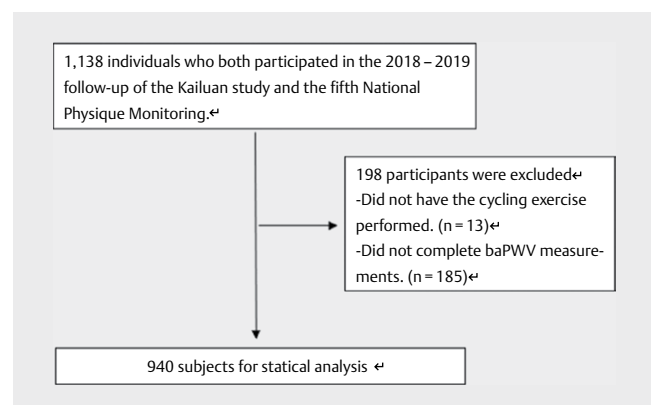 1,138 individuals who both participated in the 2018 – 2019
follow-up of the Kailuan study and the fifth National
Physique Monitoring.↵
198 participants were excluded↵
-Did not have the cycling exercise
performed. (n = 13)↵
-Did not complete baPWV measure-
ments. (n = 185)↵
940 subjects for statical analysis ↵